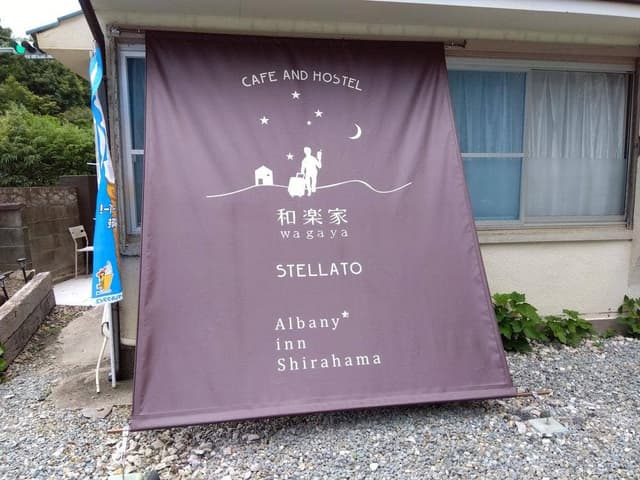 CAFE AND HOSTEL
和楽家
wagaya
STELLATO
Albany*
inn
Shirahama